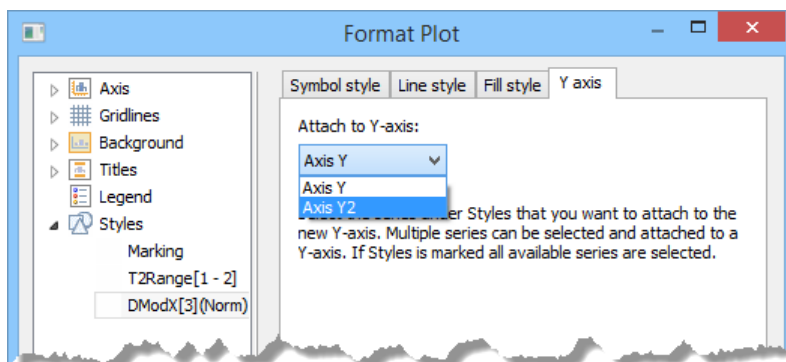 Format Plot
Axis
Gridlines
Background
Titles
Legend
Styles
Marking
T2Range[1 - 2]
DModX[3](Norm)
Symbol style
Line style
Fill style
Y axis
Attach to Y-axis:
Axis Y
Axis Y
Axis Y2
Series under Styles that you want to attach to the
new Y-axis. Multiple series can be selected and attached to a
Y-axis. If Styles is marked all available series are selected.